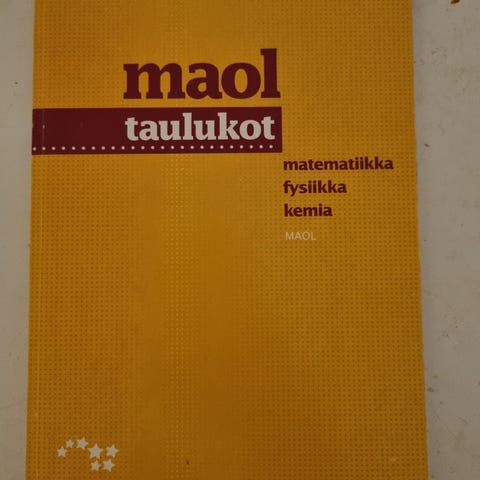 maol
taulukot
matematiikka
fysiikka
kemia
MAOL